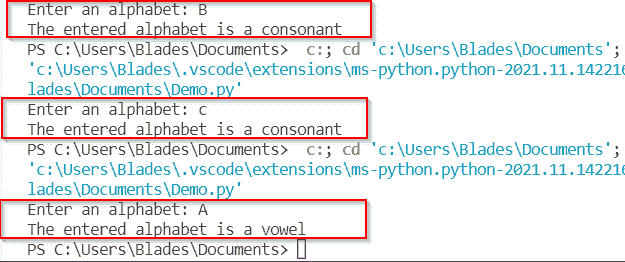 Enter an alphabet: B
The entered alphabet is a consonant
PS C:\Users\Blades\Documents>  c:; cd 'c:\Users\Blades\Documents';
'c:\Users\Blades\.vscode\extensions\ms-python.python-2021.11.142216
lades\Documents\Demo.py'
Enter an alphabet: c
The entered alphabet is a consonant
PS C:\Users\Blades\Documents>  c:; cd 'c:\Users\Blades\Documents';
'c:\Users\Blades\.vscode\extensions\ms-python.python-2021.11.142216
lades\Documents\Demo.py'
Enter an alphabet: A
The entered alphabet is a vowel
PS C:\Users\Blades\Documents>